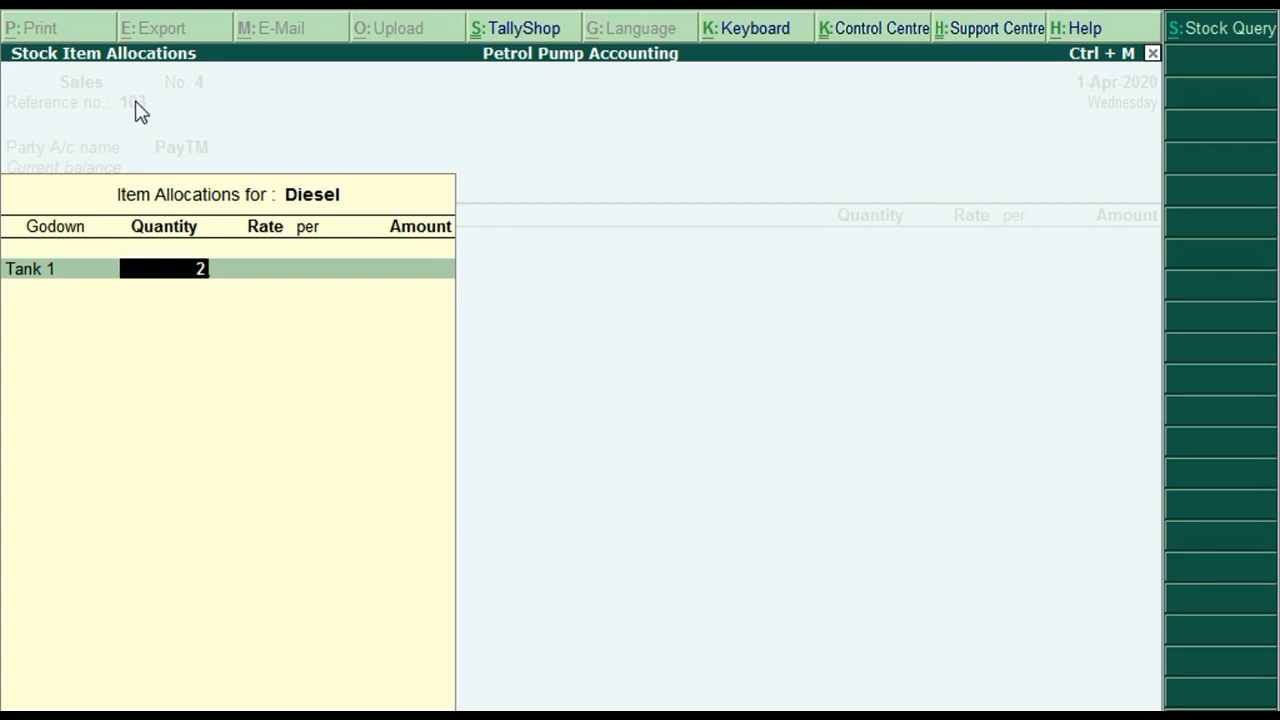 P: Print E: Export M: E-Mail O: Upload S: TallyShop G: Language K: Keyboard K: Control Centre H: Support Centre H: Help S: Stock Query
Stock Item Allocations Petrol Pump Accounting Ctrl + M
Sales No. 4 1-Apr-2020
Reference no.: Wednesday
Party A/c name : PayTM
Current balance :
Item Allocations for : Diesel
Quantity Rate per Amount
Godown Quantity Rate per Amount
Tank 1 2